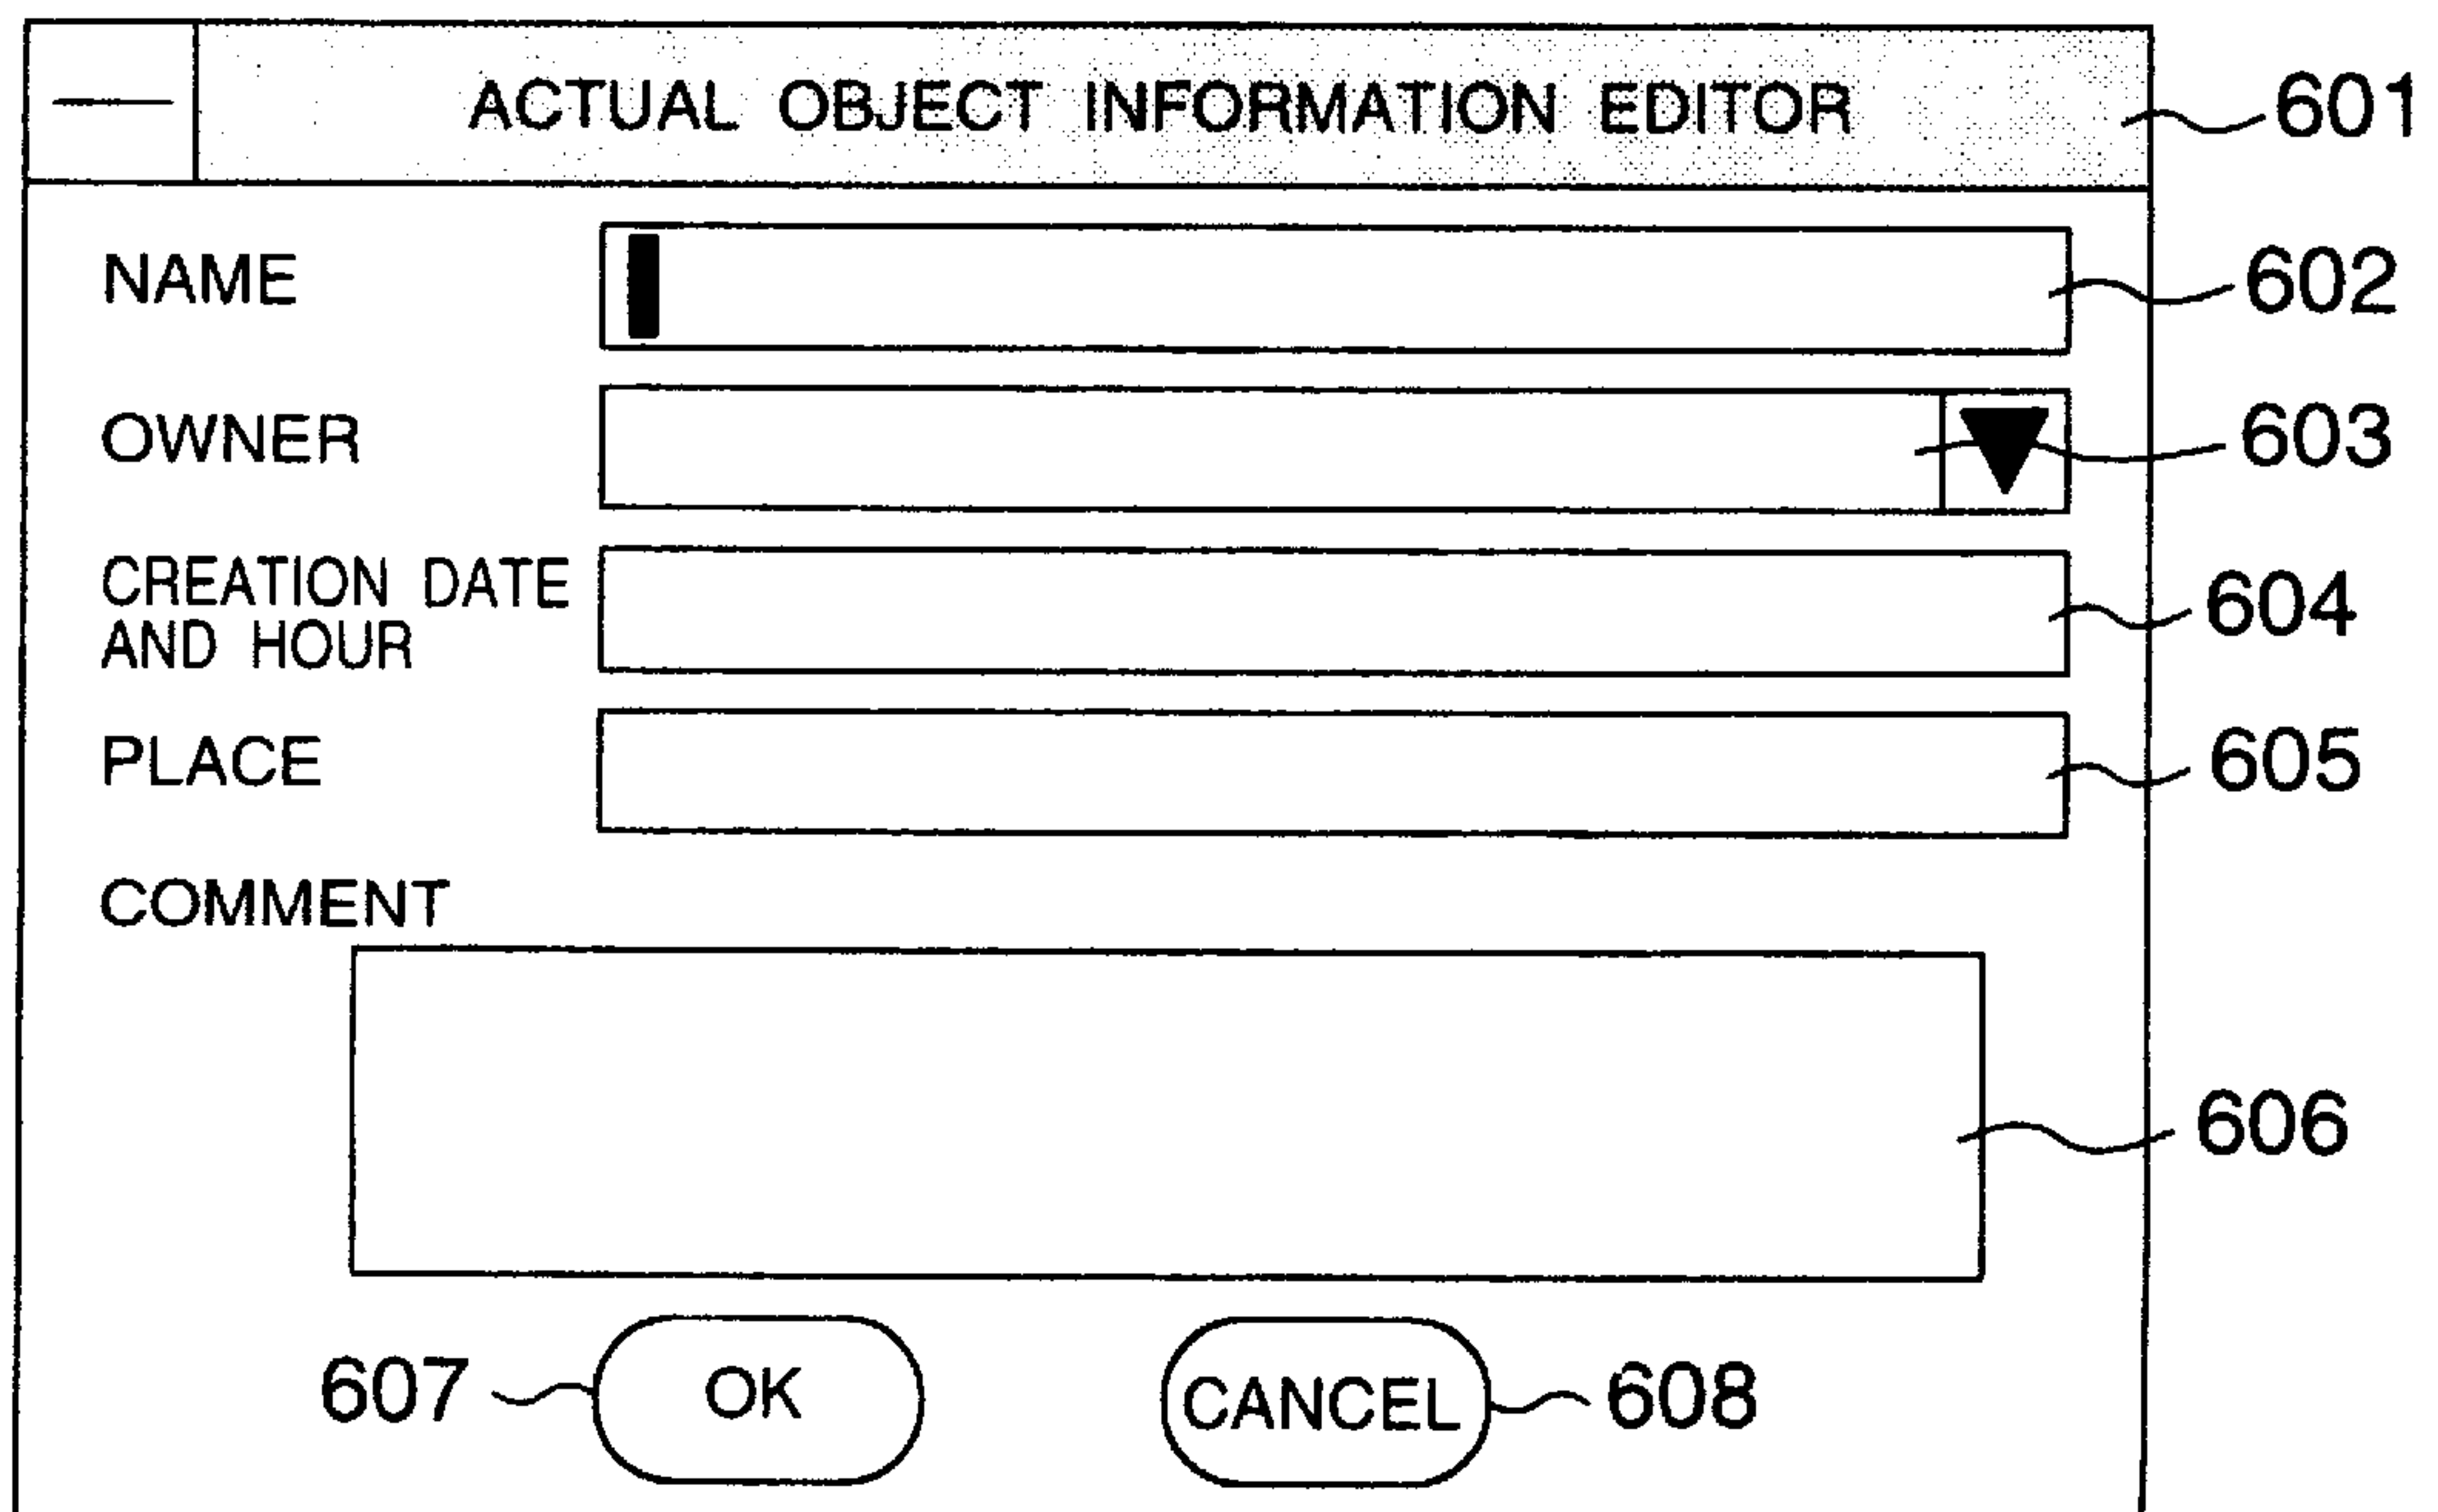 ACTUAL OBJECT INFORMATION EDITOR 601
NAME 602
OWNER 603
CREATION DATE
AND HOUR 604
PLACE 605
COMMENT
606
607 OK CANCEL 608